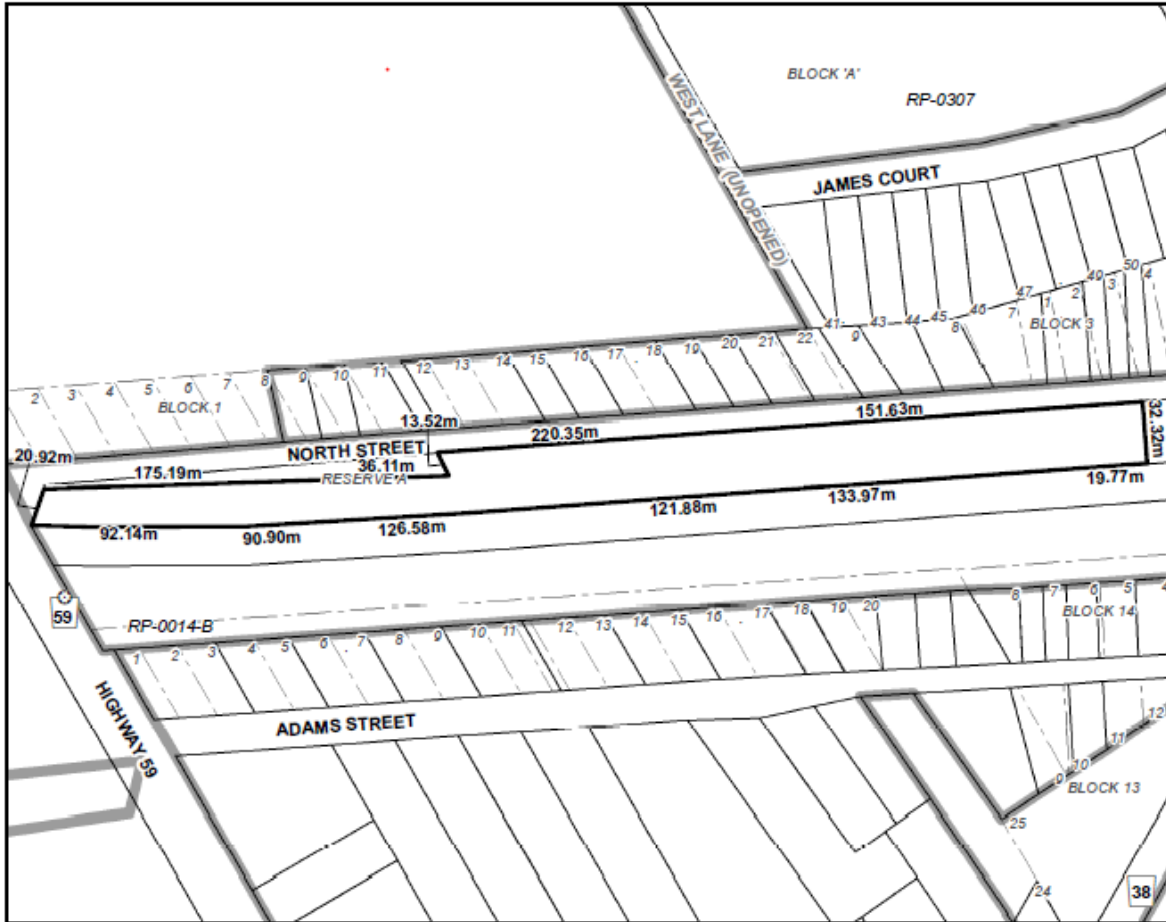 BLOCK 'A'
RP-0307
WEST LANE (UNOPENED)
JAMES COURT
41
43
44
45
46
47
49
50
9
8
7
1
2
3
4
BLOCK 3
2
3
4
5
6
7
8
9
10
11
12
13
14
15
16
17
18
19
20
21
22
BLOCK 1
13.52m
151.63m
32.32m
220.35m
NORTH STREET
20.92m
175.19m
36.11m
RESERVE A
19.77m
133.97m
121.88m
126.58m
92.14m
90.90m
59
RP-0014-B
1
2
3
4
5
6
7
8
9
10
11
12
13
14
15
16
17
18
19
20
8
7
6
5
4
BLOCK 14
HIGHWAY 59
ADAMS STREET
12
11
10
9
BLOCK 13
25
24
38